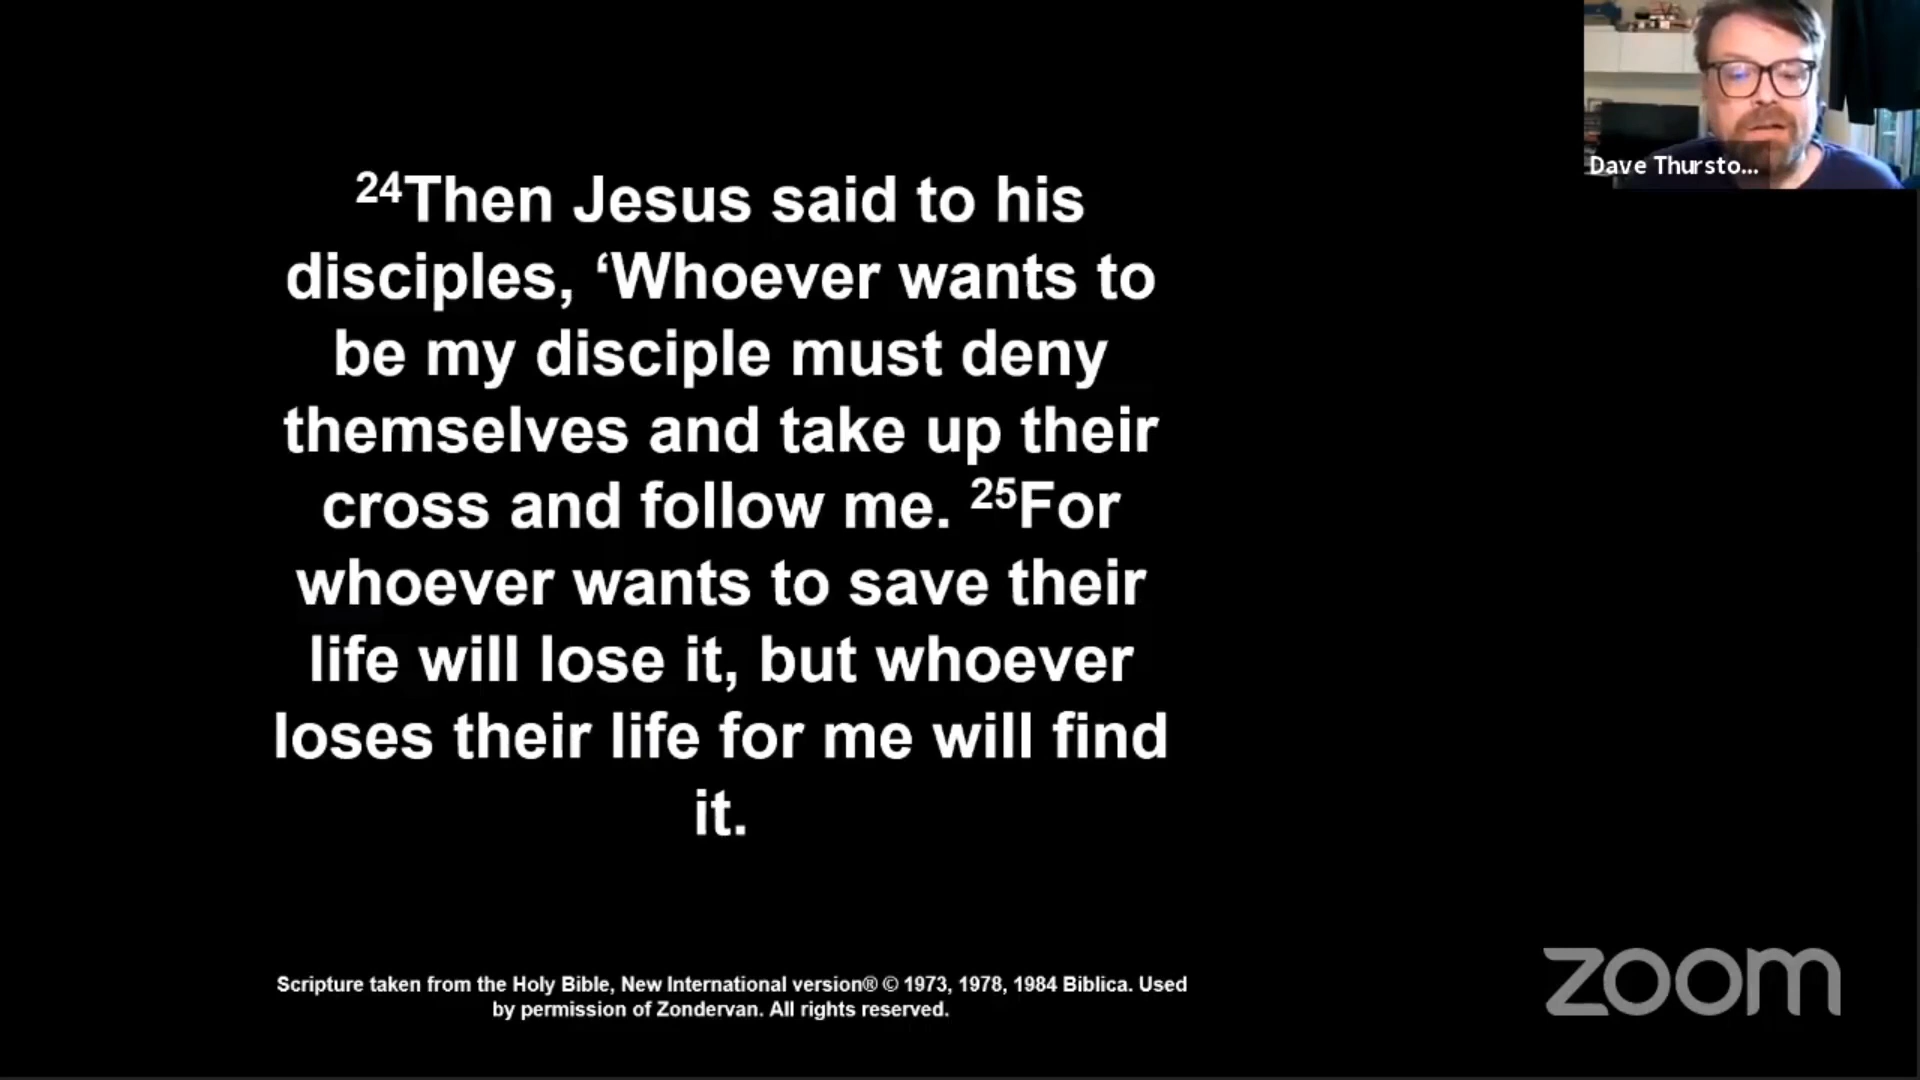 ²⁴Then Jesus said to his
disciples, ‘Whoever wants to
be my disciple must deny
themselves and take up their
cross and follow me. ²⁵For
whoever wants to save their
life will lose it, but whoever
loses their life for me will find
it.
Scripture taken from the Holy Bible, New International version® © 1973, 1978, 1984 Biblica. Used
by permission of Zondervan. All rights reserved.
Dave Thursto...
zoom